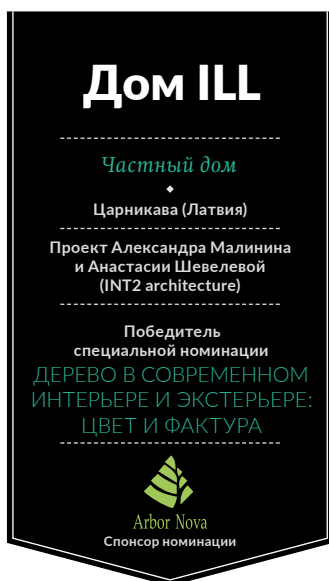 Дом ILL
Частный дом
Царникава (Латвия)
Проект Александра Малинина
и Анастасии Шевелевой
(INT2 architecture)
Победитель
специальной номинации
ДЕРЕВО В СОВРЕМЕННОМ
ИНТЕРЬЕРЕ И ЭКСТЕРЬЕРЕ:
ЦВЕТ И ФАКТУРА
Arbor Nova
Спонсор номинации